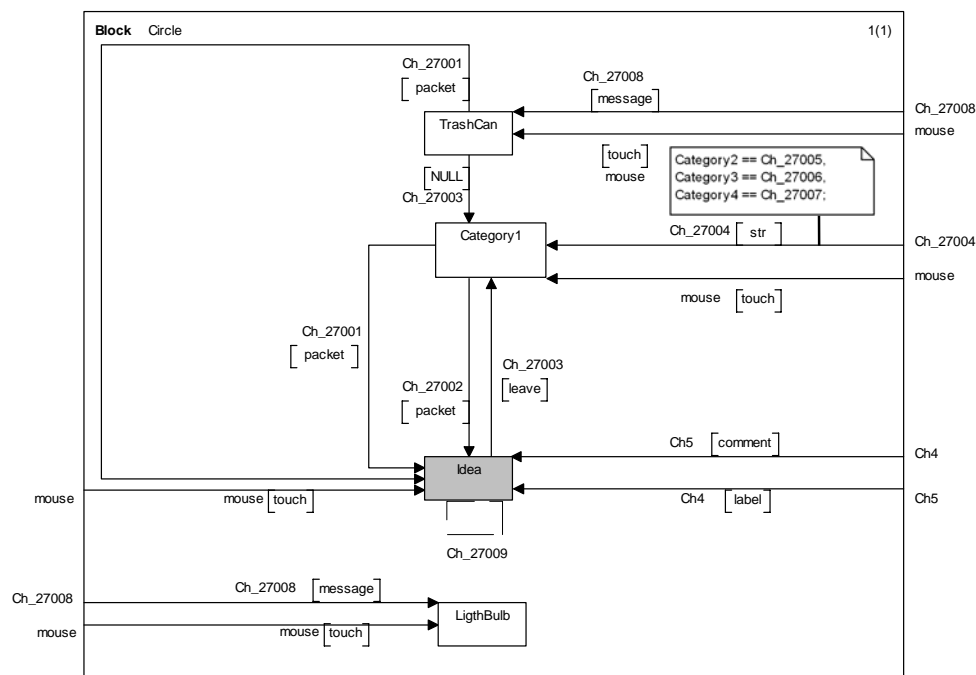 Block Circle 1(1)
Ch_27001
packet
Ch_27008
message
Ch_27008
TrashCan
mouse
touch
mouse
Category2 == Ch_27005,
Category3 == Ch_27006,
Category4 == Ch_27007;
NULL
Ch_27003
Category1
Ch_27004 str
Ch_27004
mouse
mouse touch
Ch_27001
packet
Ch_27003
leave
Ch_27002
packet
Ch5 comment
Ch4
Idea
mouse
mouse touch
Ch4 label
Ch5
Ch_27009
Ch_27008 message
Ch_27008
LigthBulb
mouse
mouse touch